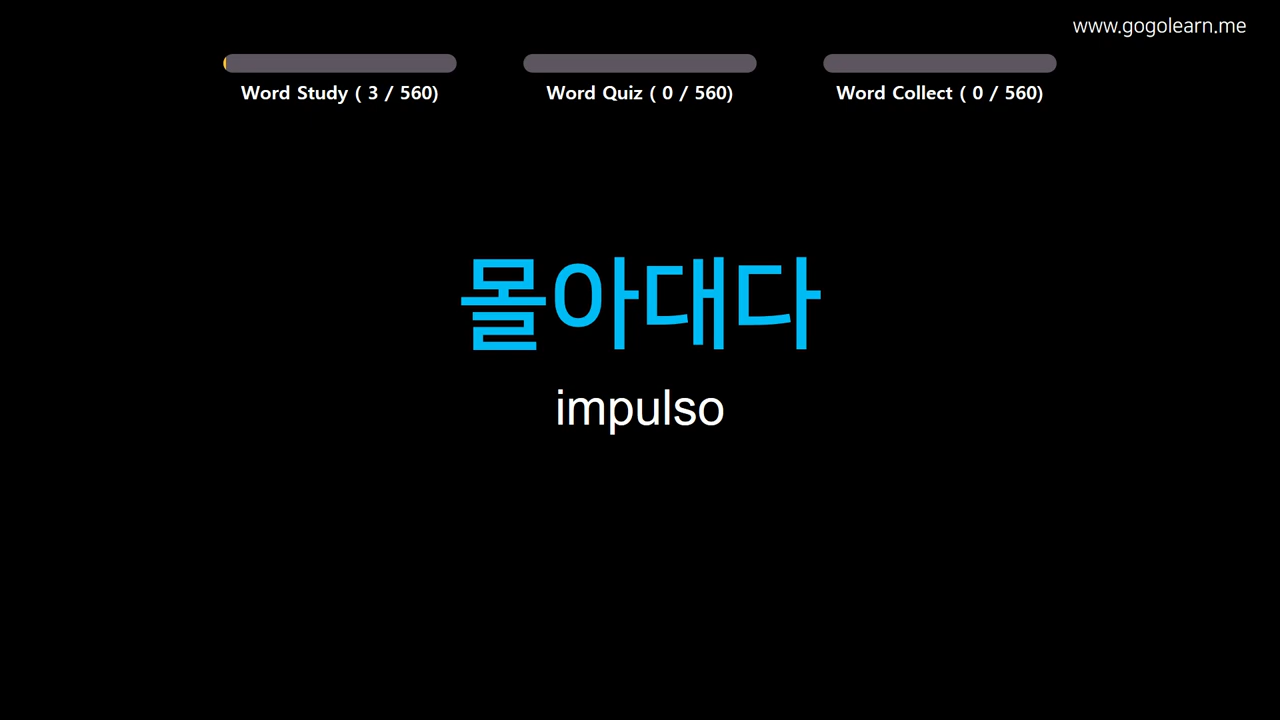 www.gogolearn.me
Word Study ( 3 / 560)
Word Quiz ( 0 / 560)
Word Collect ( 0 / 560)
몰아대다
impulso